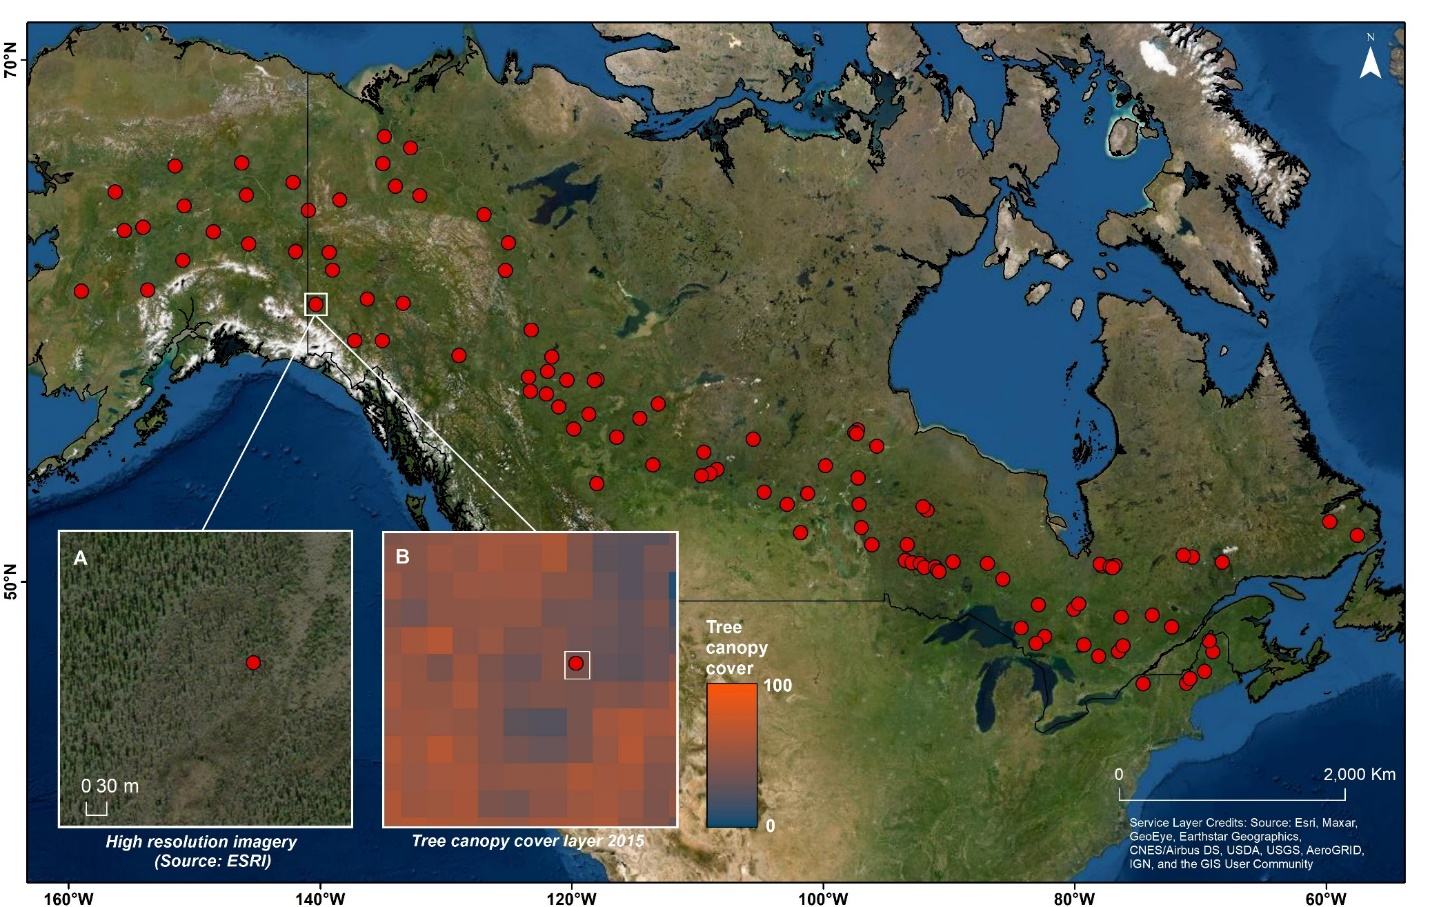 70°N
N
50°N
A
B
0 30 m
High resolution imagery
(Source: ESRI)
Tree canopy cover layer 2015
Tree
canopy
cover
100
0
0
2,000 Km
Service Layer Credits: Source: Esri, Maxar,
GeoEye, Earthstar Geographics,
CNES/Airbus DS, USDA, USGS, AeroGRID,
IGN, and the GIS User Community
160°W
140°W
120°W
100°W
80°W
60°W